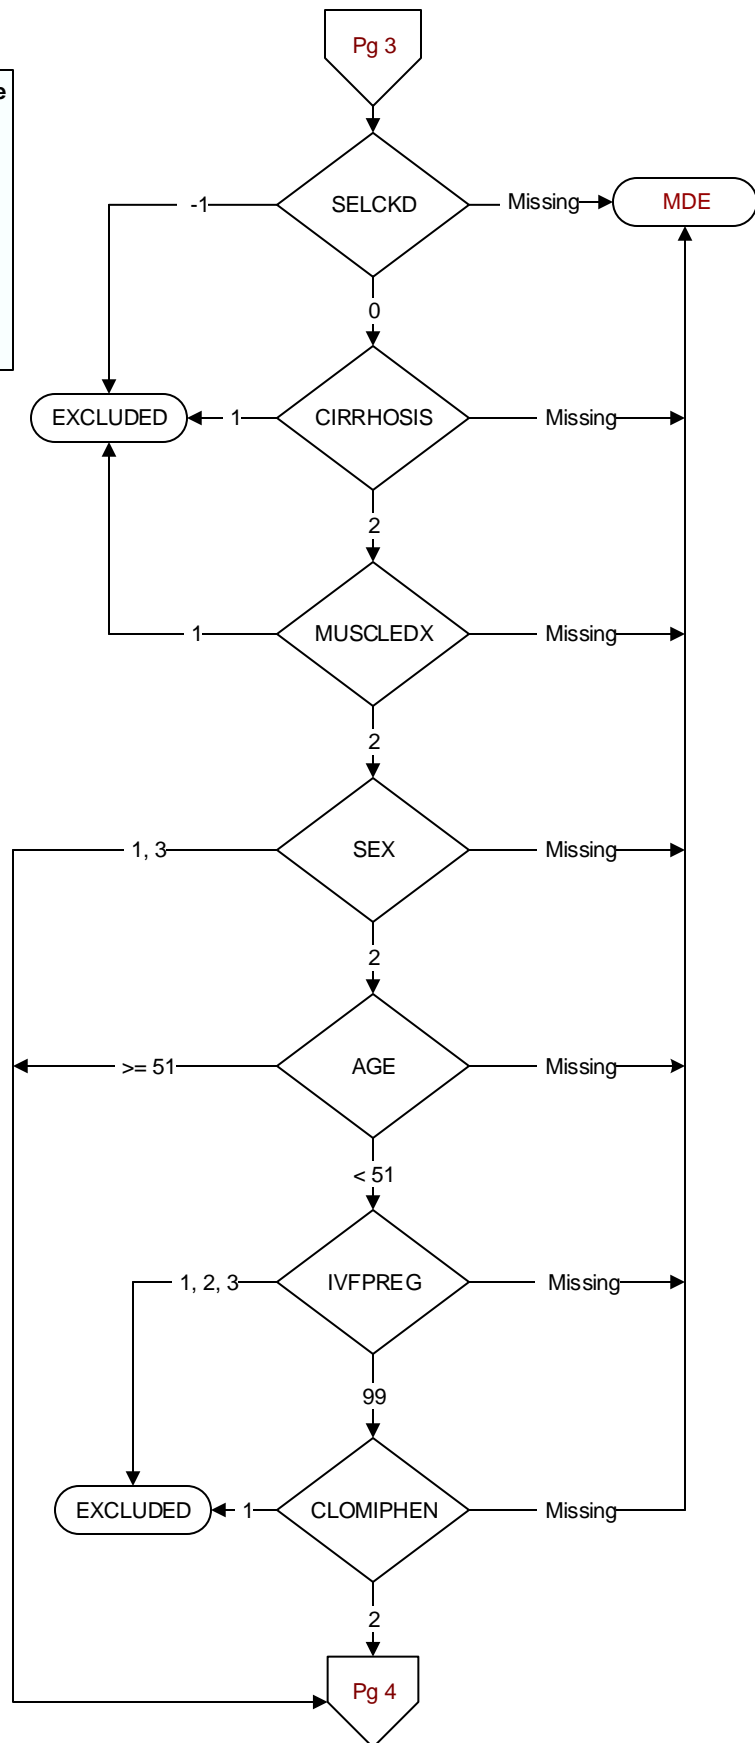 Pg 3
e
-1
SELCKD
Missing
MDE
0
EXCLUDED
1
CIRRHOSIS
Missing
2
1
MUSCLEDX
Missing
2
1, 3
SEX
Missing
2
>= 51
AGE
Missing
< 51
1, 2, 3
IVFPREG
Missing
99
EXCLUDED
1
CLOMIPHEN
Missing
2
Pg 4